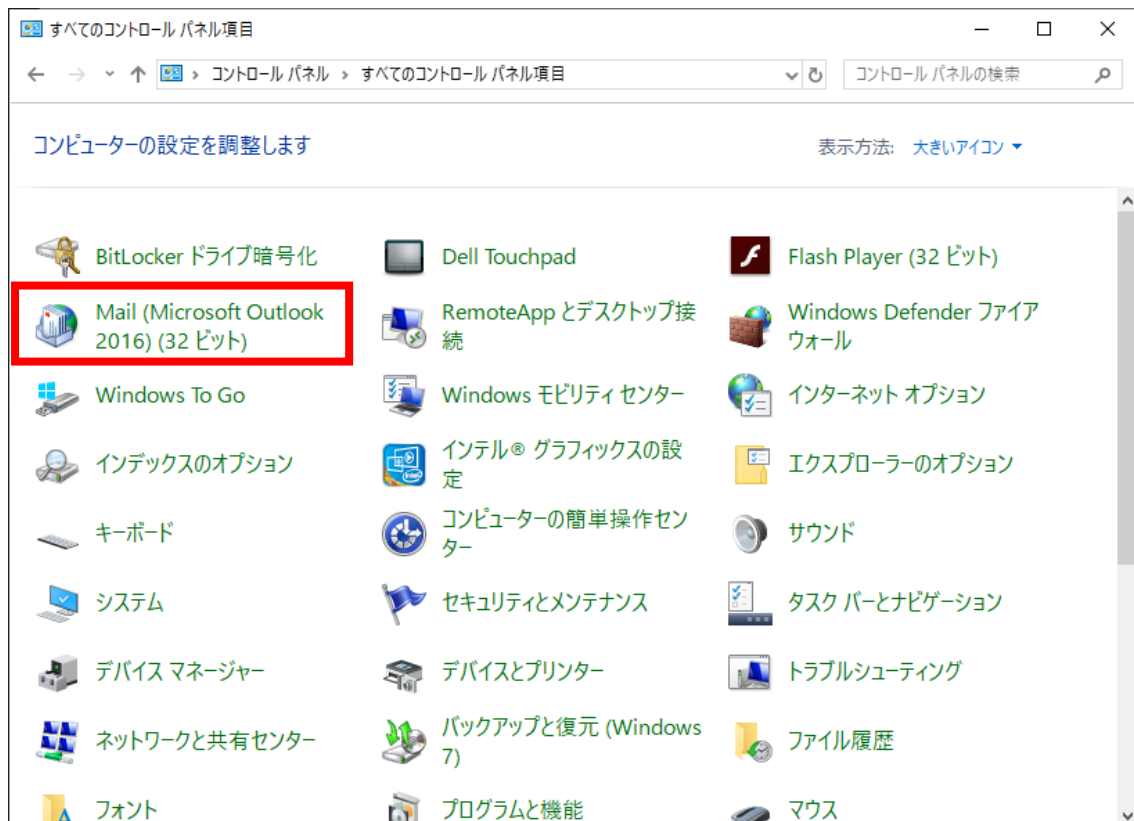 すべてのコントロール パネル項目
コントロール パネル › すべてのコントロール パネル項目
コントロール パネルの検索
コンピューターの設定を調整します
表示方法: 大きいアイコン
BitLocker ドライブ暗号化
Dell Touchpad
Flash Player (32 ビット)
Mail (Microsoft Outlook
2016) (32 ビット)
RemoteApp とデスクトップ接
続
Windows Defender ファイア
ウォール
Windows To Go
Windows モビリティ センター
インターネット オプション
インデックスのオプション
インテル® グラフィックスの設
定
エクスプローラーのオプション
キーボード
コンピューターの簡単操作セン
ター
サウンド
システム
セキュリティとメンテナンス
タスク バーとナビゲーション
デバイス マネージャー
デバイスとプリンター
トラブルシューティング
ネットワークと共有センター
バックアップと復元 (Windows
7)
ファイル履歴
フォント
プログラムと機能
マウス